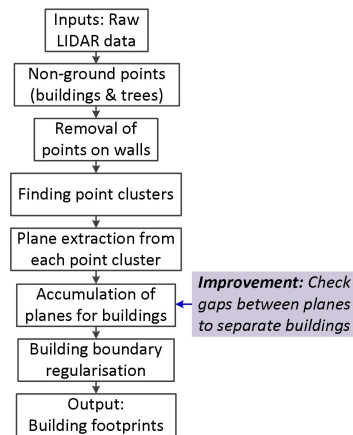 Inputs: Raw
LIDAR data
Non-ground points
(buildings & trees)
Removal of
points on walls
Finding point clusters
Plane extraction from
each point cluster
Accumulation of
planes for buildings
Improvement: Check
gaps between planes
to separate buildings
Building boundary
regularisation
Output:
Building footprints